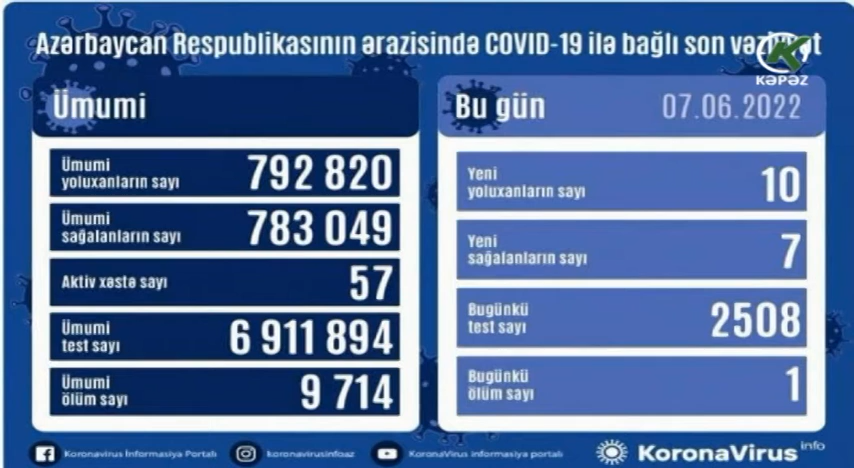 Azərbaycan Respublikasının ərazisində COVID-19 ilə bağlı son
KƏPƏZ
Ümumi
Ümumi
yoluxanların sayı
792 820
Ümumi
sağalanların sayı
783 049
Aktiv xəstə sayı
57
Ümumi
test sayı
6 911 894
Ümumi
ölüm sayı
9 714
Bu gün
07.06.2022
Yeni
yoluxanların sayı
10
Yeni
sağalanların sayı
7
Bugünkü
test sayı
2508
Bugünkü
ölüm sayı
1
Koronavirus İnformasiya Portalı
koronavirusinfoaz
KoronaVirus informasiya portalı
KoronaVirus info